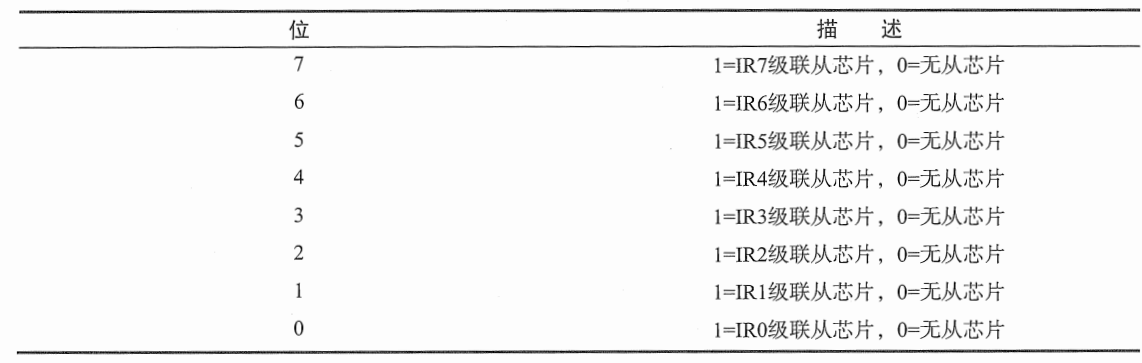 位 描 述
7 1=IR7级联从芯片，0=无从芯片
6 1=IR6级联从芯片，0=无从芯片
5 1=IR5级联从芯片，0=无从芯片
4 1=IR4级联从芯片，0=无从芯片
3 1=IR3级联从芯片，0=无从芯片
2 1=IR2级联从芯片，0=无从芯片
1 1=IR1级联从芯片，0=无从芯片
0 1=IR0级联从芯片，0=无从芯片